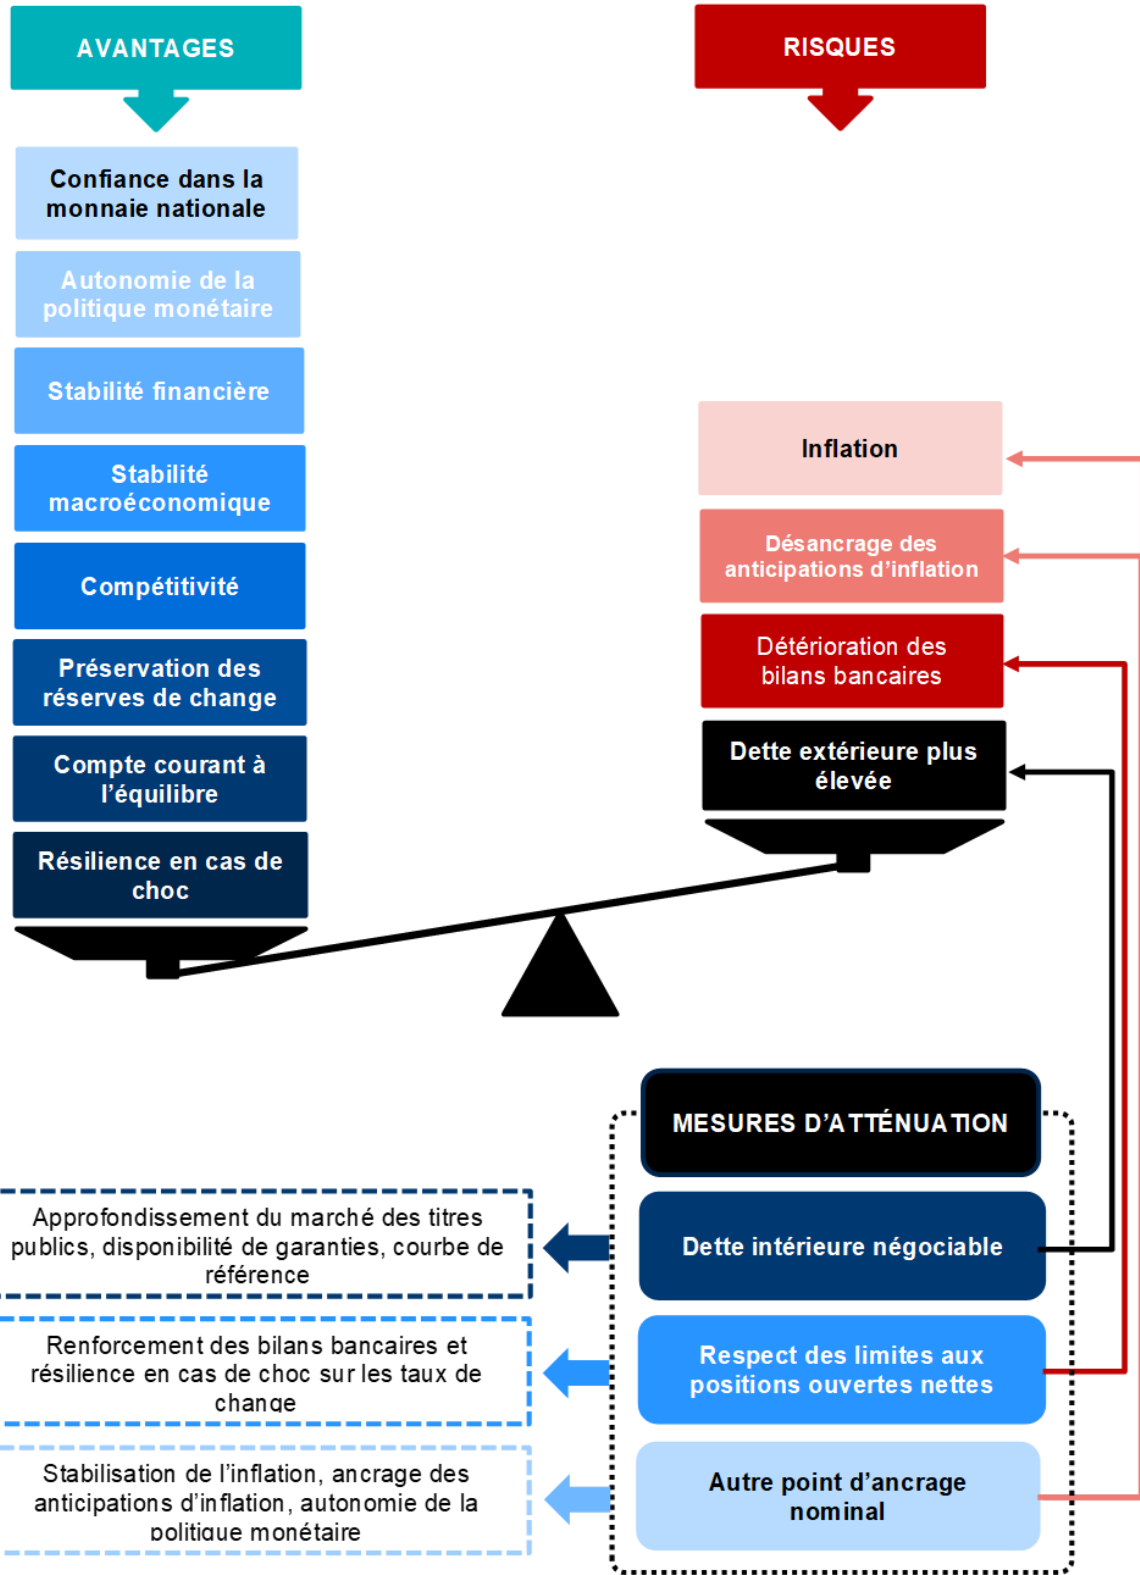 AVANTAGES
Confiance dans la
monnaie nationale
Autonomie de la
politique monétaire
Stabilité financière
Stabilité
macroéconomique
Compétitivité
Préservation des
réserves de change
Compte courant à
l’équilibre
Résilience en cas de
choc
RISQUES
Inflation
Désancrage des
anticipations d’inflation
Détérioration des
bilans bancaires
Dette extérieure plus
élevée
MESURES D’ATTÉNUATION
Dette intérieure négociable
Respect des limites aux
positions ouvertes nettes
Autre point d’ancrage
nominal
Approfondissement du marché des titres
publics, disponibilité de garanties, courbe de
référence
Renforcement des bilans bancaires et
résilience en cas de choc sur les taux de
change
Stabilisation de l’inflation, ancrage des
anticipations d’inflation, autonomie de la
politique monétaire